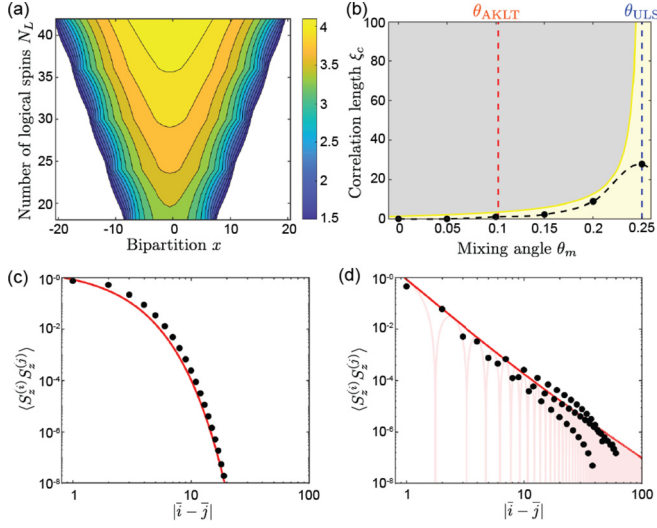 (a)
Number of logical spins N_L
40
35
30
25
20
-20 -10 0 10 20
Bipartition x
4
3.5
3
2.5
2
1.5
(b)
θ_AKLT θ_ULS
Correlation length ξ_c
100
80
60
40
20
0
0 0.05 0.1 0.15 0.2 0.25 0.26
Mixing angle θ_m
(c)
⟨S_z^(i) S_z^(j)⟩
10^-0
10^-2
10^-4
10^-6
10^-8
1 10 100
|i̅ − j̅|
(d)
⟨S_z^(i) S_z^(j)⟩
10^-0
10^-2
10^-4
10^-6
10^-8
1 10 100
|i̅ − j̅|